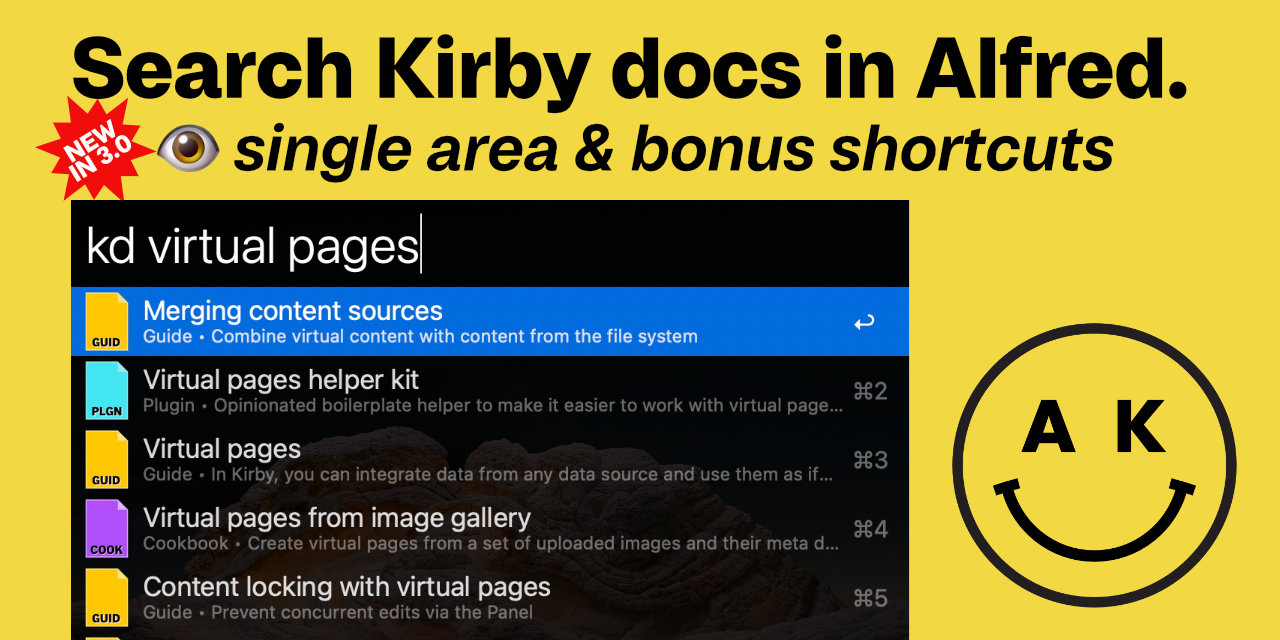 Search Kirby docs in Alfred.
NEW
IN 3.0
single area & bonus shortcuts
kd virtual pages
GUID
Merging content sources
Guide • Combine virtual content with content from the file system
PLGN
Virtual pages helper kit
Plugin • Opinionated boilerplate helper to make it easier to work with virtual page...
⌘2
GUID
Virtual pages
Guide • In Kirby, you can integrate data from any data source and use them as if...
⌘3
COOK
Virtual pages from image gallery
Cookbook • Create virtual pages from a set of uploaded images and their meta d...
⌘4
GUID
Content locking with virtual pages
Guide • Prevent concurrent edits via the Panel
⌘5
A K